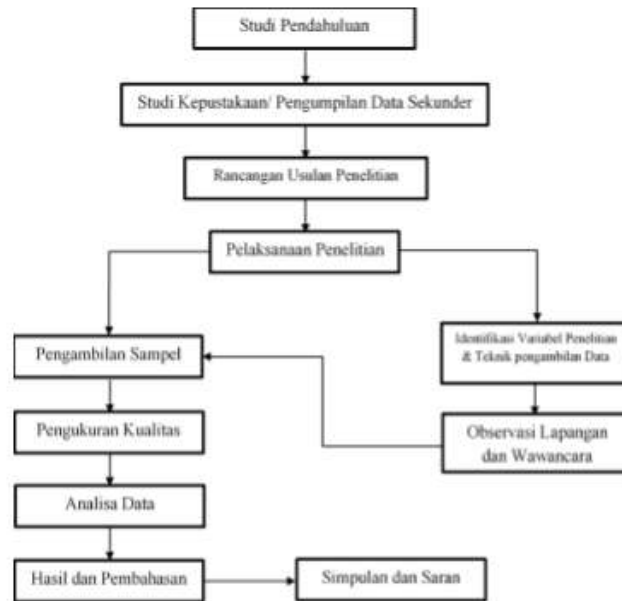 Studi Pendahuluan
Studi Kepustakaan/ Pengumpilan Data Sekunder
Rancangan Usulan Penelitian
Pelaksanaan Penelitian
Identifikasi Variabel Penelitian
& Teknik pengambilan Data
Pengambilan Sampel
Observasi Lapangan
dan Wawancara
Pengukuran Kualitas
Analisa Data
Hasil dan Pembahasan
Simpulan dan Saran